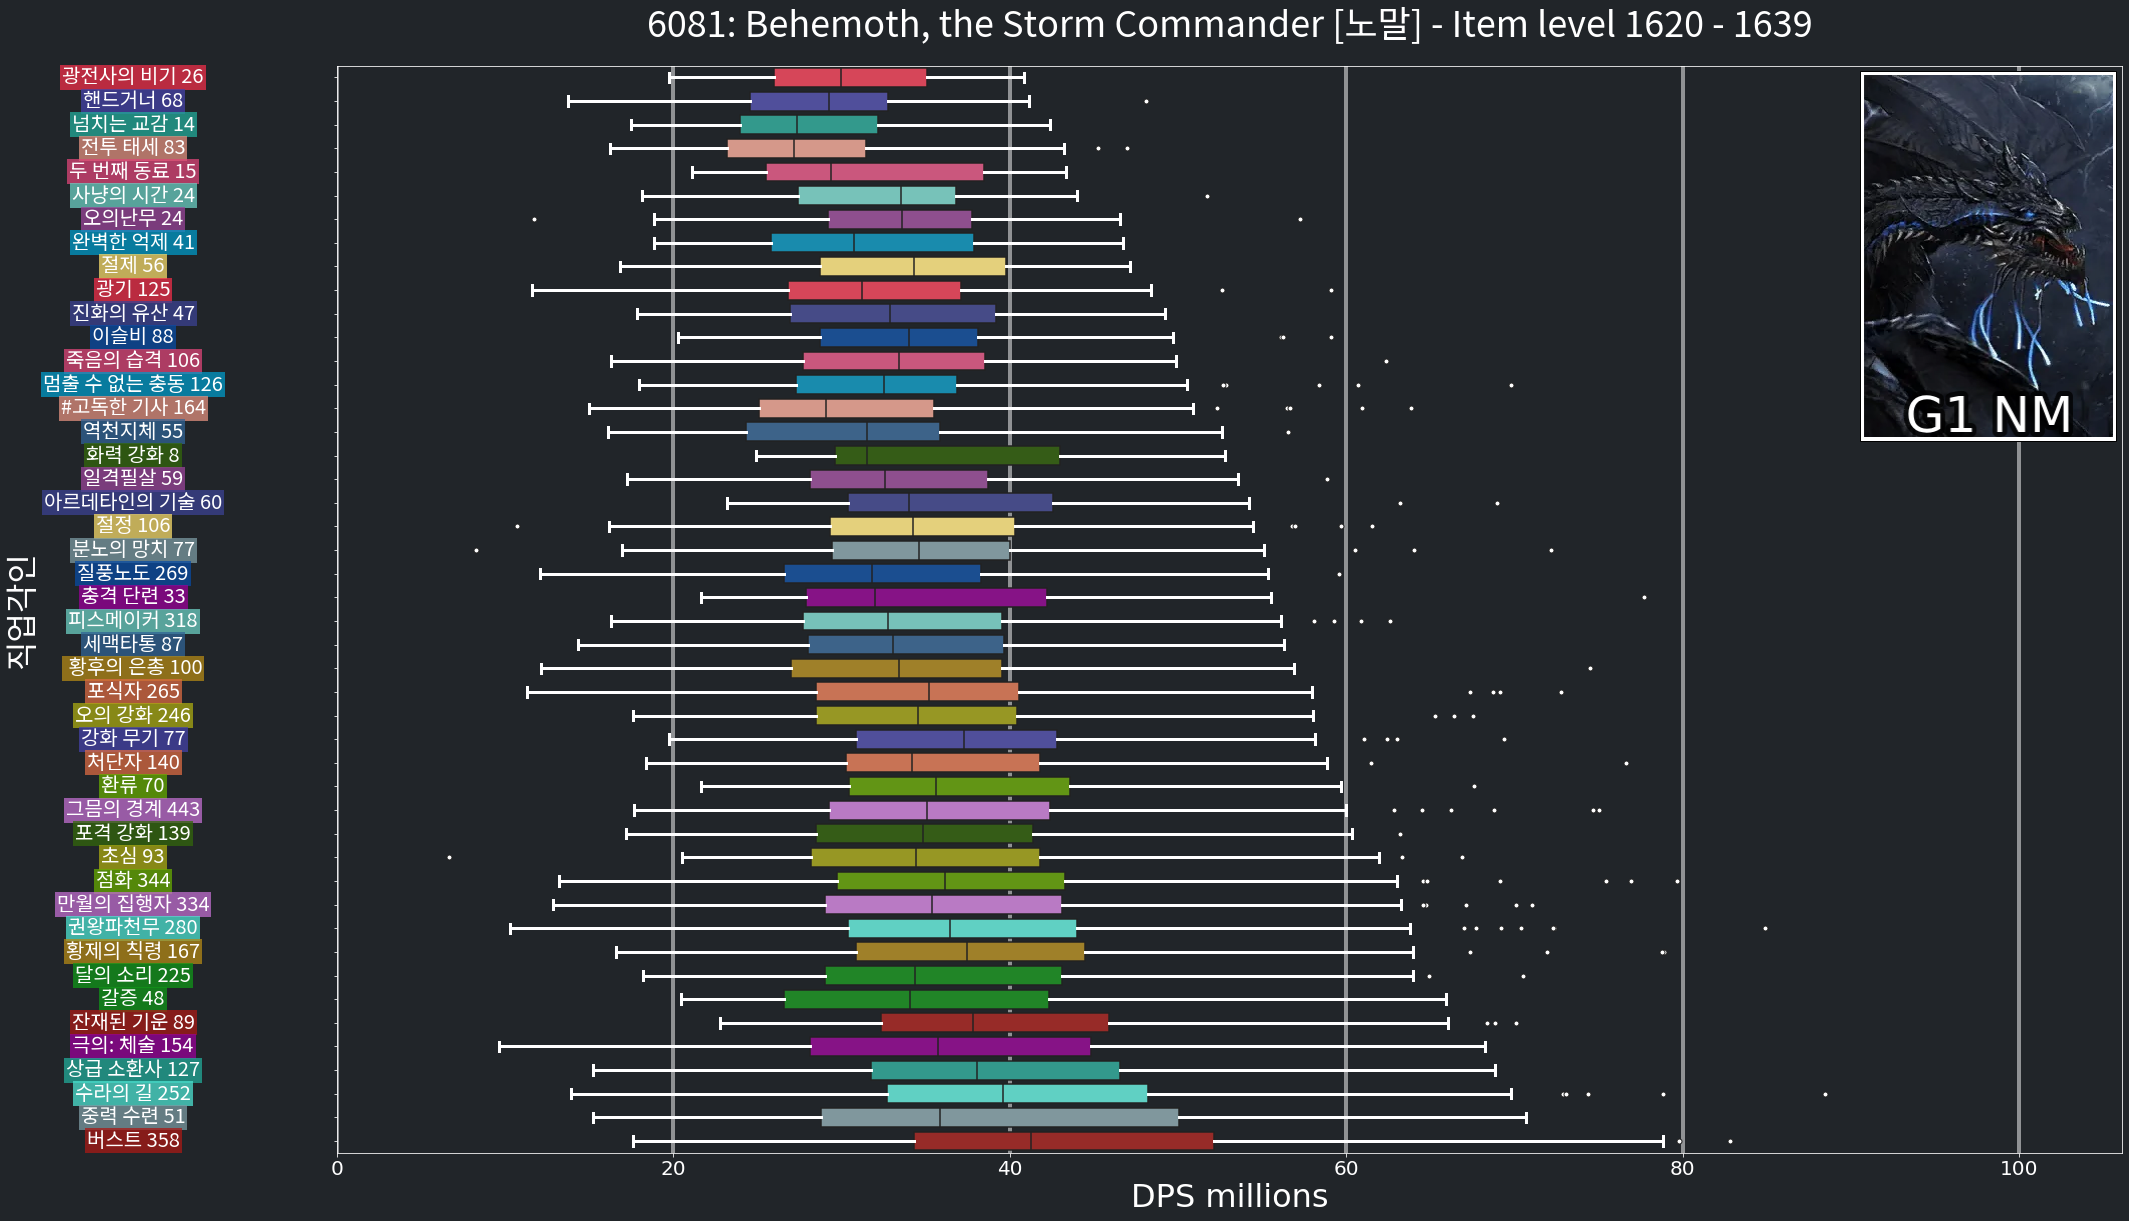 6081: Behemoth, the Storm Commander [노말] - Item level 1620 - 1639
광전사의 비기 26
핸드거너 68
넘치는 교감 14
전투 태세 83
두 번째 동료 15
사냥의 시간 24
오의난무 24
완벽한 억제 41
절제 56
광기 125
진화의 유산 47
이슬비 88
죽음의 습격 106
멈출 수 없는 충동 126
#고독한 기사 164
역천지체 55
화력 강화 8
일격필살 59
아르데타인의 기술 60
절정 106
분노의 망치 77
질풍노도 269
충격 단련 33
피스메이커 318
세맥타통 87
황후의 은총 100
포식자 265
오의 강화 246
강화 무기 77
처단자 140
환류 70
그믐의 경계 443
포격 강화 139
초심 93
점화 344
만월의 집행자 334
권왕파천무 280
황제의 칙령 167
달의 소리 225
갈증 48
잔재된 기운 89
극의: 체술 154
상급 소환사 127
수라의 길 252
중력 수련 51
버스트 358
직업각인
G1 NM
0 20 40 60 80 100
DPS millions